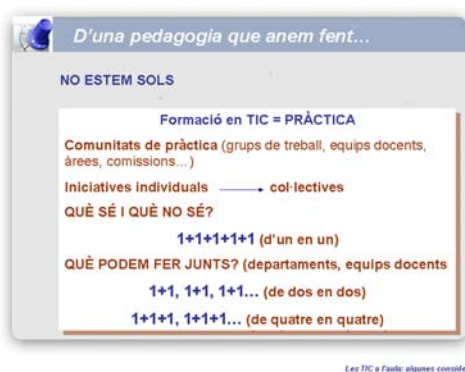 D'una pedagogia que anem fent...
NO ESTEM SOLS
Formació en TIC = PRÀCTICA
Comunitats de pràctica (grups de treball, equips docents,
àrees, comissions...)
Iniciatives individuals → col·lectives
QUÈ SÉ I QUÈ NO SÉ?
1+1+1+1+1 (d'un en un)
QUÈ PODEM FER JUNTS? (departaments, equips docents
1+1, 1+1, 1+1... (de dos en dos)
1+1+1, 1+1+1... (de quatre en quatre)
Les TIC a l'aula: algunes conside